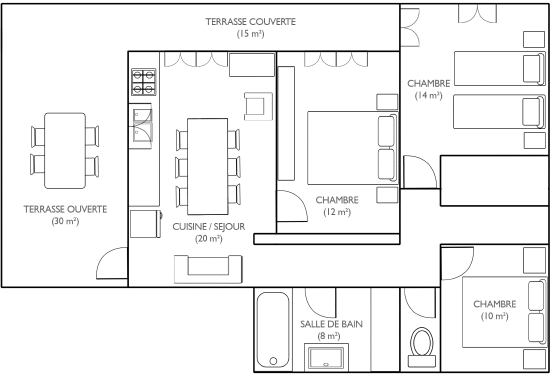 TERRASSE COUVERTE
(15 m²)
CHAMBRE
(14 m²)
TERRASSE OUVERTE
(30 m²)
CUISINE / SEJOUR
(20 m²)
CHAMBRE
(12 m²)
SALLE DE BAIN
(8 m²)
CHAMBRE
(10 m²)